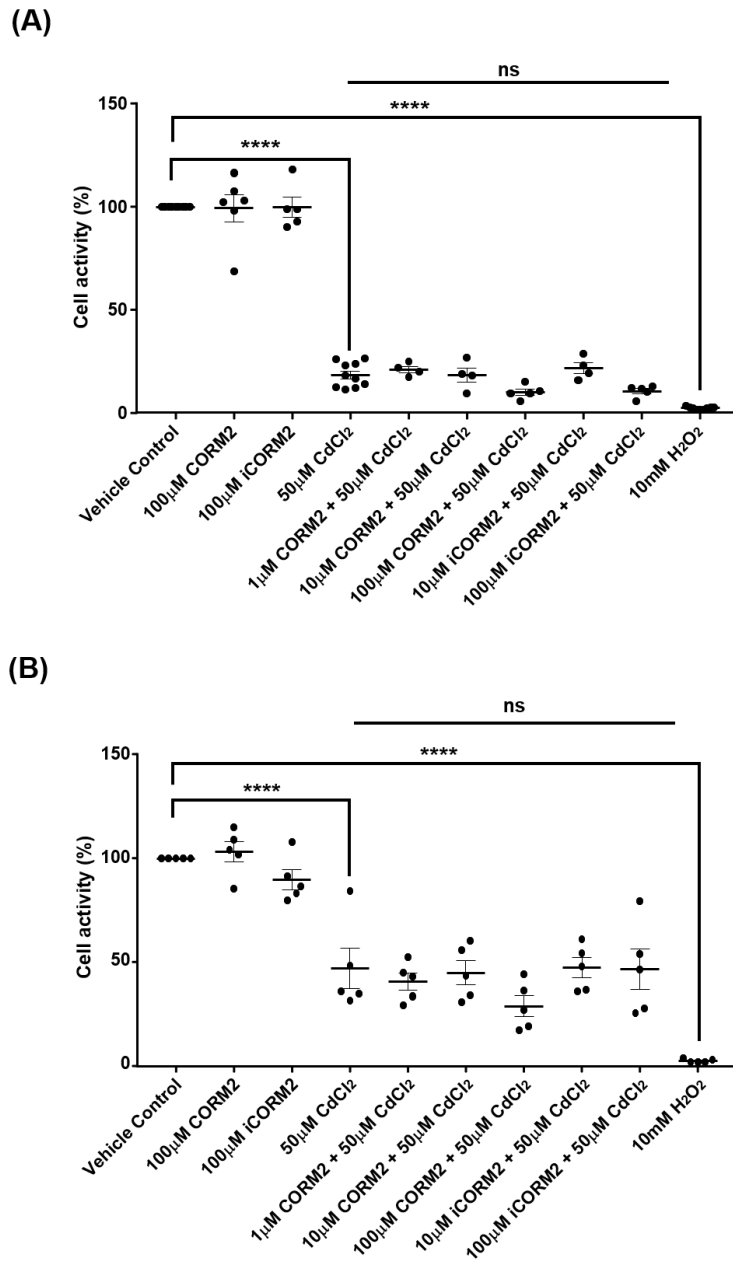 (A)
ns
****
****
150
100
50
0
Cell activity (%)
Vehicle Control
100μM CORM2
100μM iCORM2
50μM CdCl2
1μM CORM2 + 50μM CdCl2
10μM CORM2 + 50μM CdCl2
100μM CORM2 + 50μM CdCl2
10μM iCORM2 + 50μM CdCl2
100μM iCORM2 + 50μM CdCl2
10mM H2O2
(B)
ns
****
****
150
100
50
0
Cell activity (%)
Vehicle Control
100μM CORM2
100μM iCORM2
50μM CdCl2
1μM CORM2 + 50μM CdCl2
10μM CORM2 + 50μM CdCl2
100μM CORM2 + 50μM CdCl2
10μM iCORM2 + 50μM CdCl2
100μM iCORM2 + 50μM CdCl2
10mM H2O2